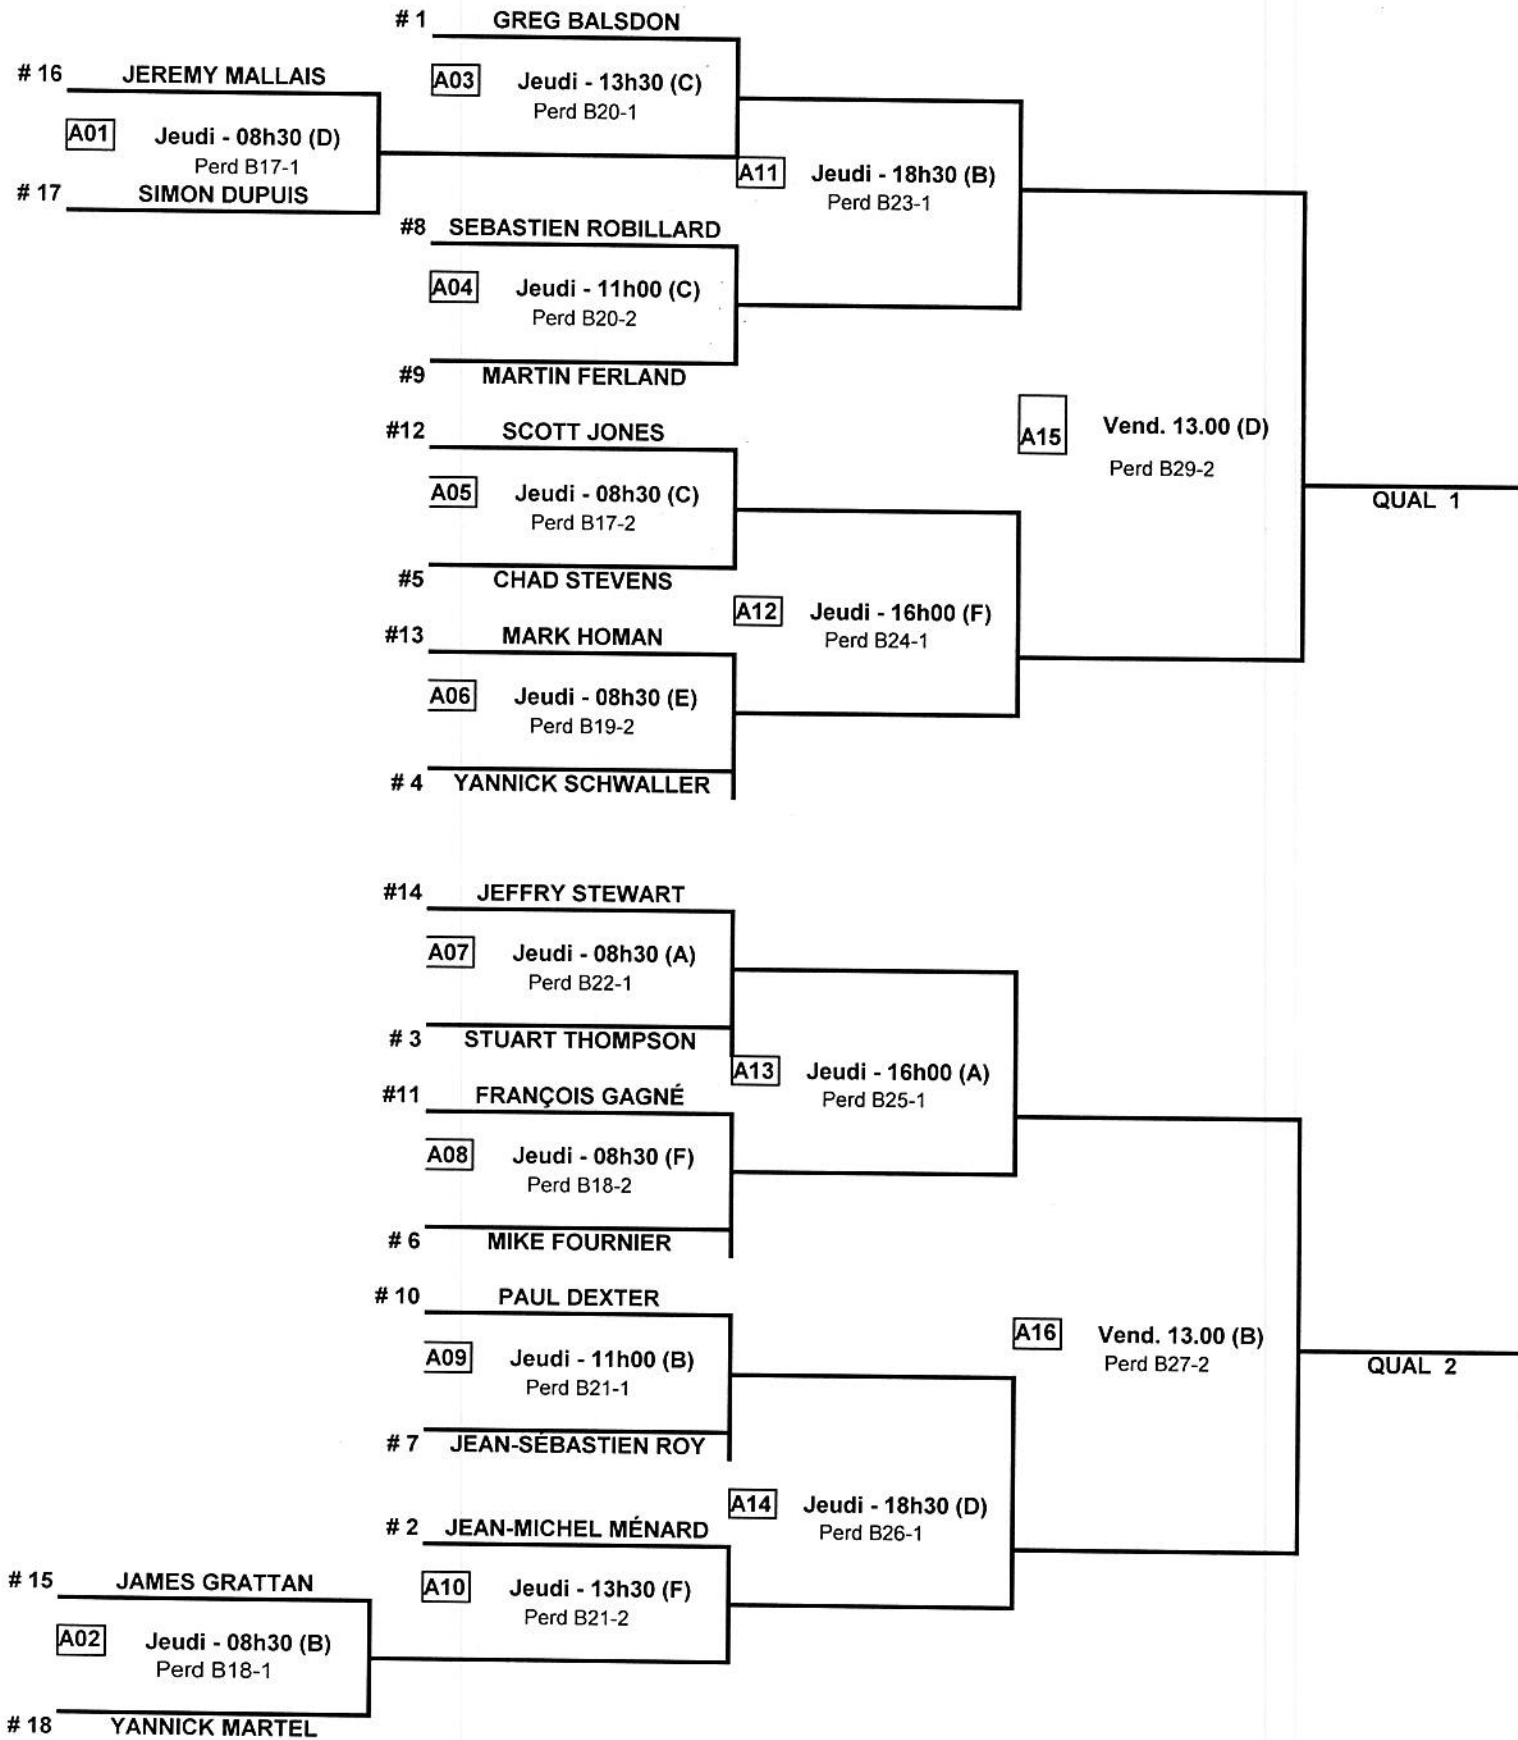 # 1 GREG BALSDON
# 16 JEREMY MALLAIS
A03 Jeudi - 13h30 (C)
Perd B20-1
A01 Jeudi - 08h30 (D)
Perd B17-1
# 17 SIMON DUPUIS
A11 Jeudi - 18h30 (B)
Perd B23-1
#8 SEBASTIEN ROBILLARD
A04 Jeudi - 11h00 (C)
Perd B20-2
#9 MARTIN FERLAND
#12 SCOTT JONES
A15 Vend. 13.00 (D)
Perd B29-2
A05 Jeudi - 08h30 (C)
Perd B17-2
QUAL 1
#5 CHAD STEVENS
A12 Jeudi - 16h00 (F)
Perd B24-1
#13 MARK HOMAN
A06 Jeudi - 08h30 (E)
Perd B19-2
# 4 YANNICK SCHWALLER
#14 JEFFRY STEWART
A07 Jeudi - 08h30 (A)
Perd B22-1
# 3 STUART THOMPSON
A13 Jeudi - 16h00 (A)
Perd B25-1
#11 FRANÇOIS GAGNÉ
A08 Jeudi - 08h30 (F)
Perd B18-2
# 6 MIKE FOURNIER
# 10 PAUL DEXTER
A16 Vend. 13.00 (B)
Perd B27-2
A09 Jeudi - 11h00 (B)
Perd B21-1
QUAL 2
# 7 JEAN-SÉBASTIEN ROY
A14 Jeudi - 18h30 (D)
Perd B26-1
# 2 JEAN-MICHEL MÉNARD
# 15 JAMES GRATTAN
A10 Jeudi - 13h30 (F)
Perd B21-2
A02 Jeudi - 08h30 (B)
Perd B18-1
# 18 YANNICK MARTEL